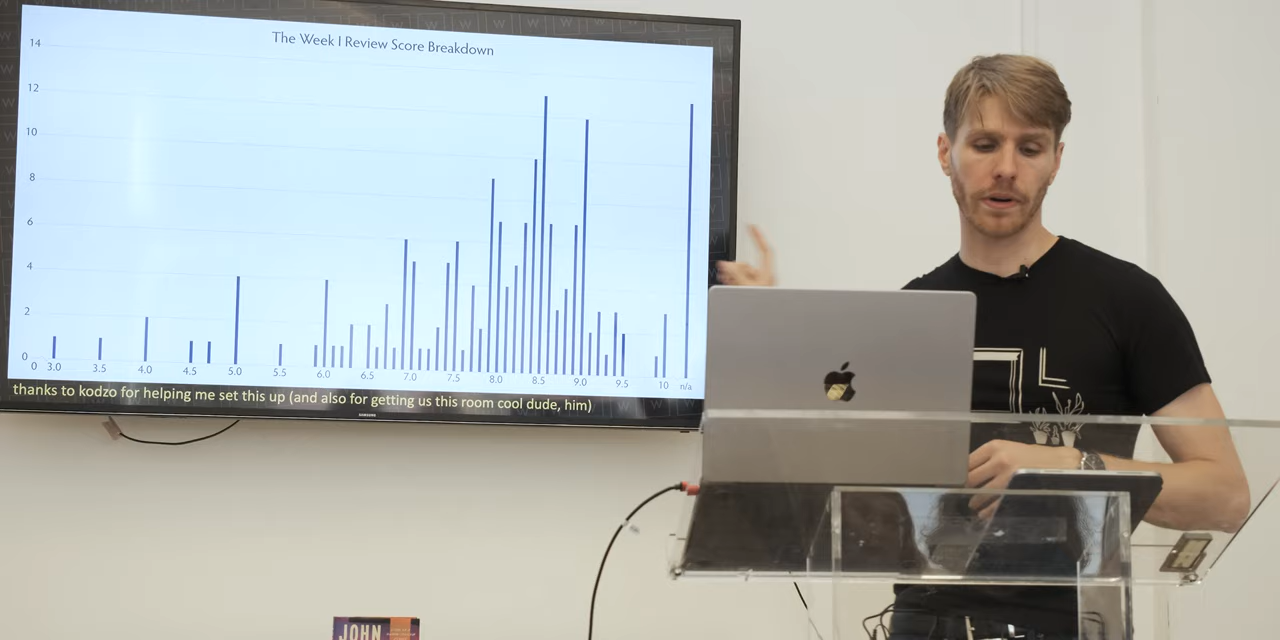 The Week I Review Score Breakdown
14
12
10
8
6
4
2
0
0 3.0 3.5 4.0 4.5 5.0 5.5 6.0 6.5 7.0 7.5 8.0 8.5 9.0 9.5 10 n/a
thanks to kodzo for helping me set this up (and also for getting us this room cool dude, him)
SAMSUNG
JOHN